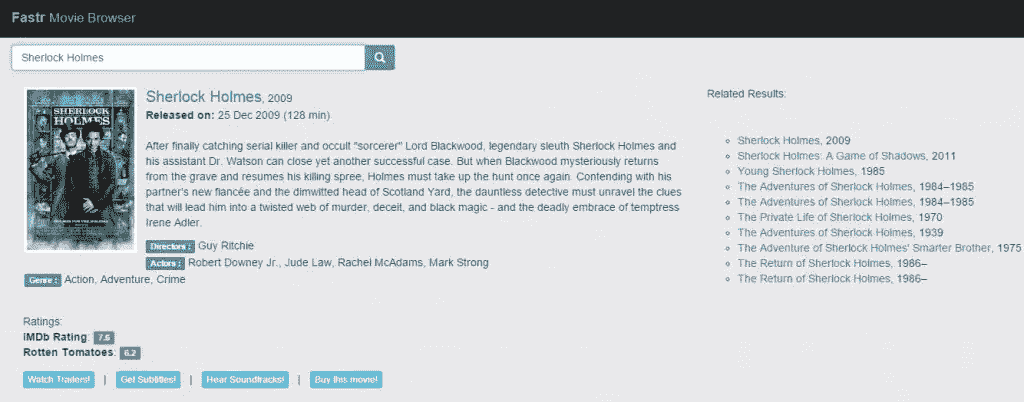 Fastr Movie Browser
Sherlock Holmes
SHERLOCK
HOLMES
Sherlock Holmes, 2009
Released on: 25 Dec 2009 (128 min)
After finally catching serial killer and occult "sorcerer" Lord Blackwood, legendary sleuth Sherlock Holmes and
his assistant Dr. Watson can close yet another successful case. But when Blackwood mysteriously returns
from the grave and resumes his killing spree, Holmes must take up the hunt once again. Contending with his
partner's new fiancée and the dimwitted head of Scotland Yard, the dauntless detective must unravel the clues
that will lead him into a twisted web of murder, deceit, and black magic - and the deadly embrace of temptress
Irene Adler.
Directors : Guy Ritchie
Actors : Robert Downey Jr., Jude Law, Rachel McAdams, Mark Strong
Genre : Action, Adventure, Crime
Ratings:
IMDb Rating: 7.6
Rotten Tomatoes: 6.2
Watch Trailers! | Get Subtitles! | Hear Soundtracks! | Buy this movie!
Related Results:
Sherlock Holmes, 2009
Sherlock Holmes: A Game of Shadows, 2011
Young Sherlock Holmes, 1985
The Adventures of Sherlock Holmes, 1984–1985
The Adventures of Sherlock Holmes, 1984–1985
The Private Life of Sherlock Holmes, 1970
The Adventures of Sherlock Holmes, 1939
The Adventure of Sherlock Holmes' Smarter Brother, 1975
The Return of Sherlock Holmes, 1986–
The Return of Sherlock Holmes, 1986–